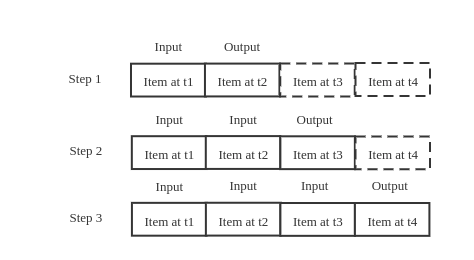 Input Output
Step 1 Item at t1 Item at t2 Item at t3 Item at t4
Input Input Output
Step 2 Item at t1 Item at t2 Item at t3 Item at t4
Input Input Input Output
Step 3 Item at t1 Item at t2 Item at t3 Item at t4